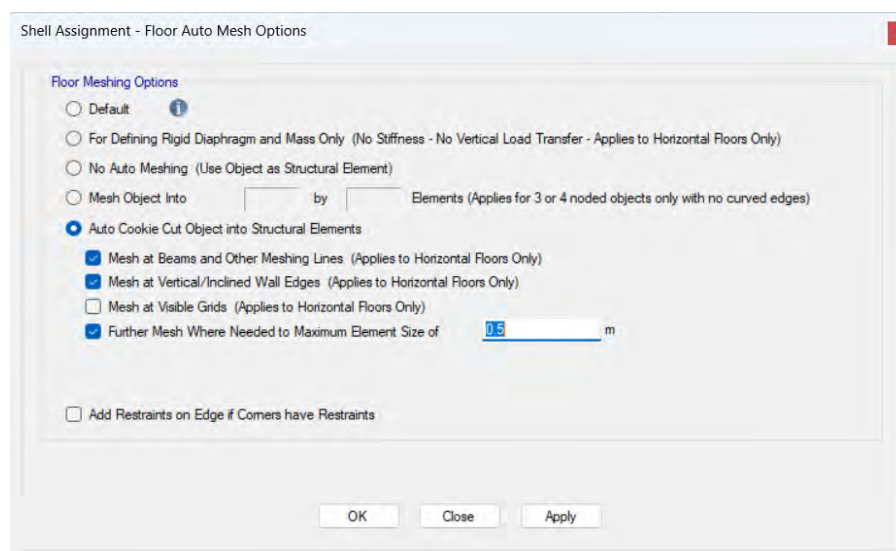 Shell Assignment - Floor Auto Mesh Options
Floor Meshing Options
Default
For Defining Rigid Diaphragm and Mass Only (No Stiffness - No Vertical Load Transfer - Applies to Horizontal Floors Only)
No Auto Meshing (Use Object as Structural Element)
Mesh Object Into by Elements (Applies for 3 or 4 noded objects only with no curved edges)
Auto Cookie Cut Object into Structural Elements
Mesh at Beams and Other Meshing Lines (Applies to Horizontal Floors Only)
Mesh at Vertical/Inclined Wall Edges (Applies to Horizontal Floors Only)
Mesh at Visible Grids (Applies to Horizontal Floors Only)
Further Mesh Where Needed to Maximum Element Size of 0.5 m
Add Restraints on Edge if Corners have Restraints
OK Close Apply